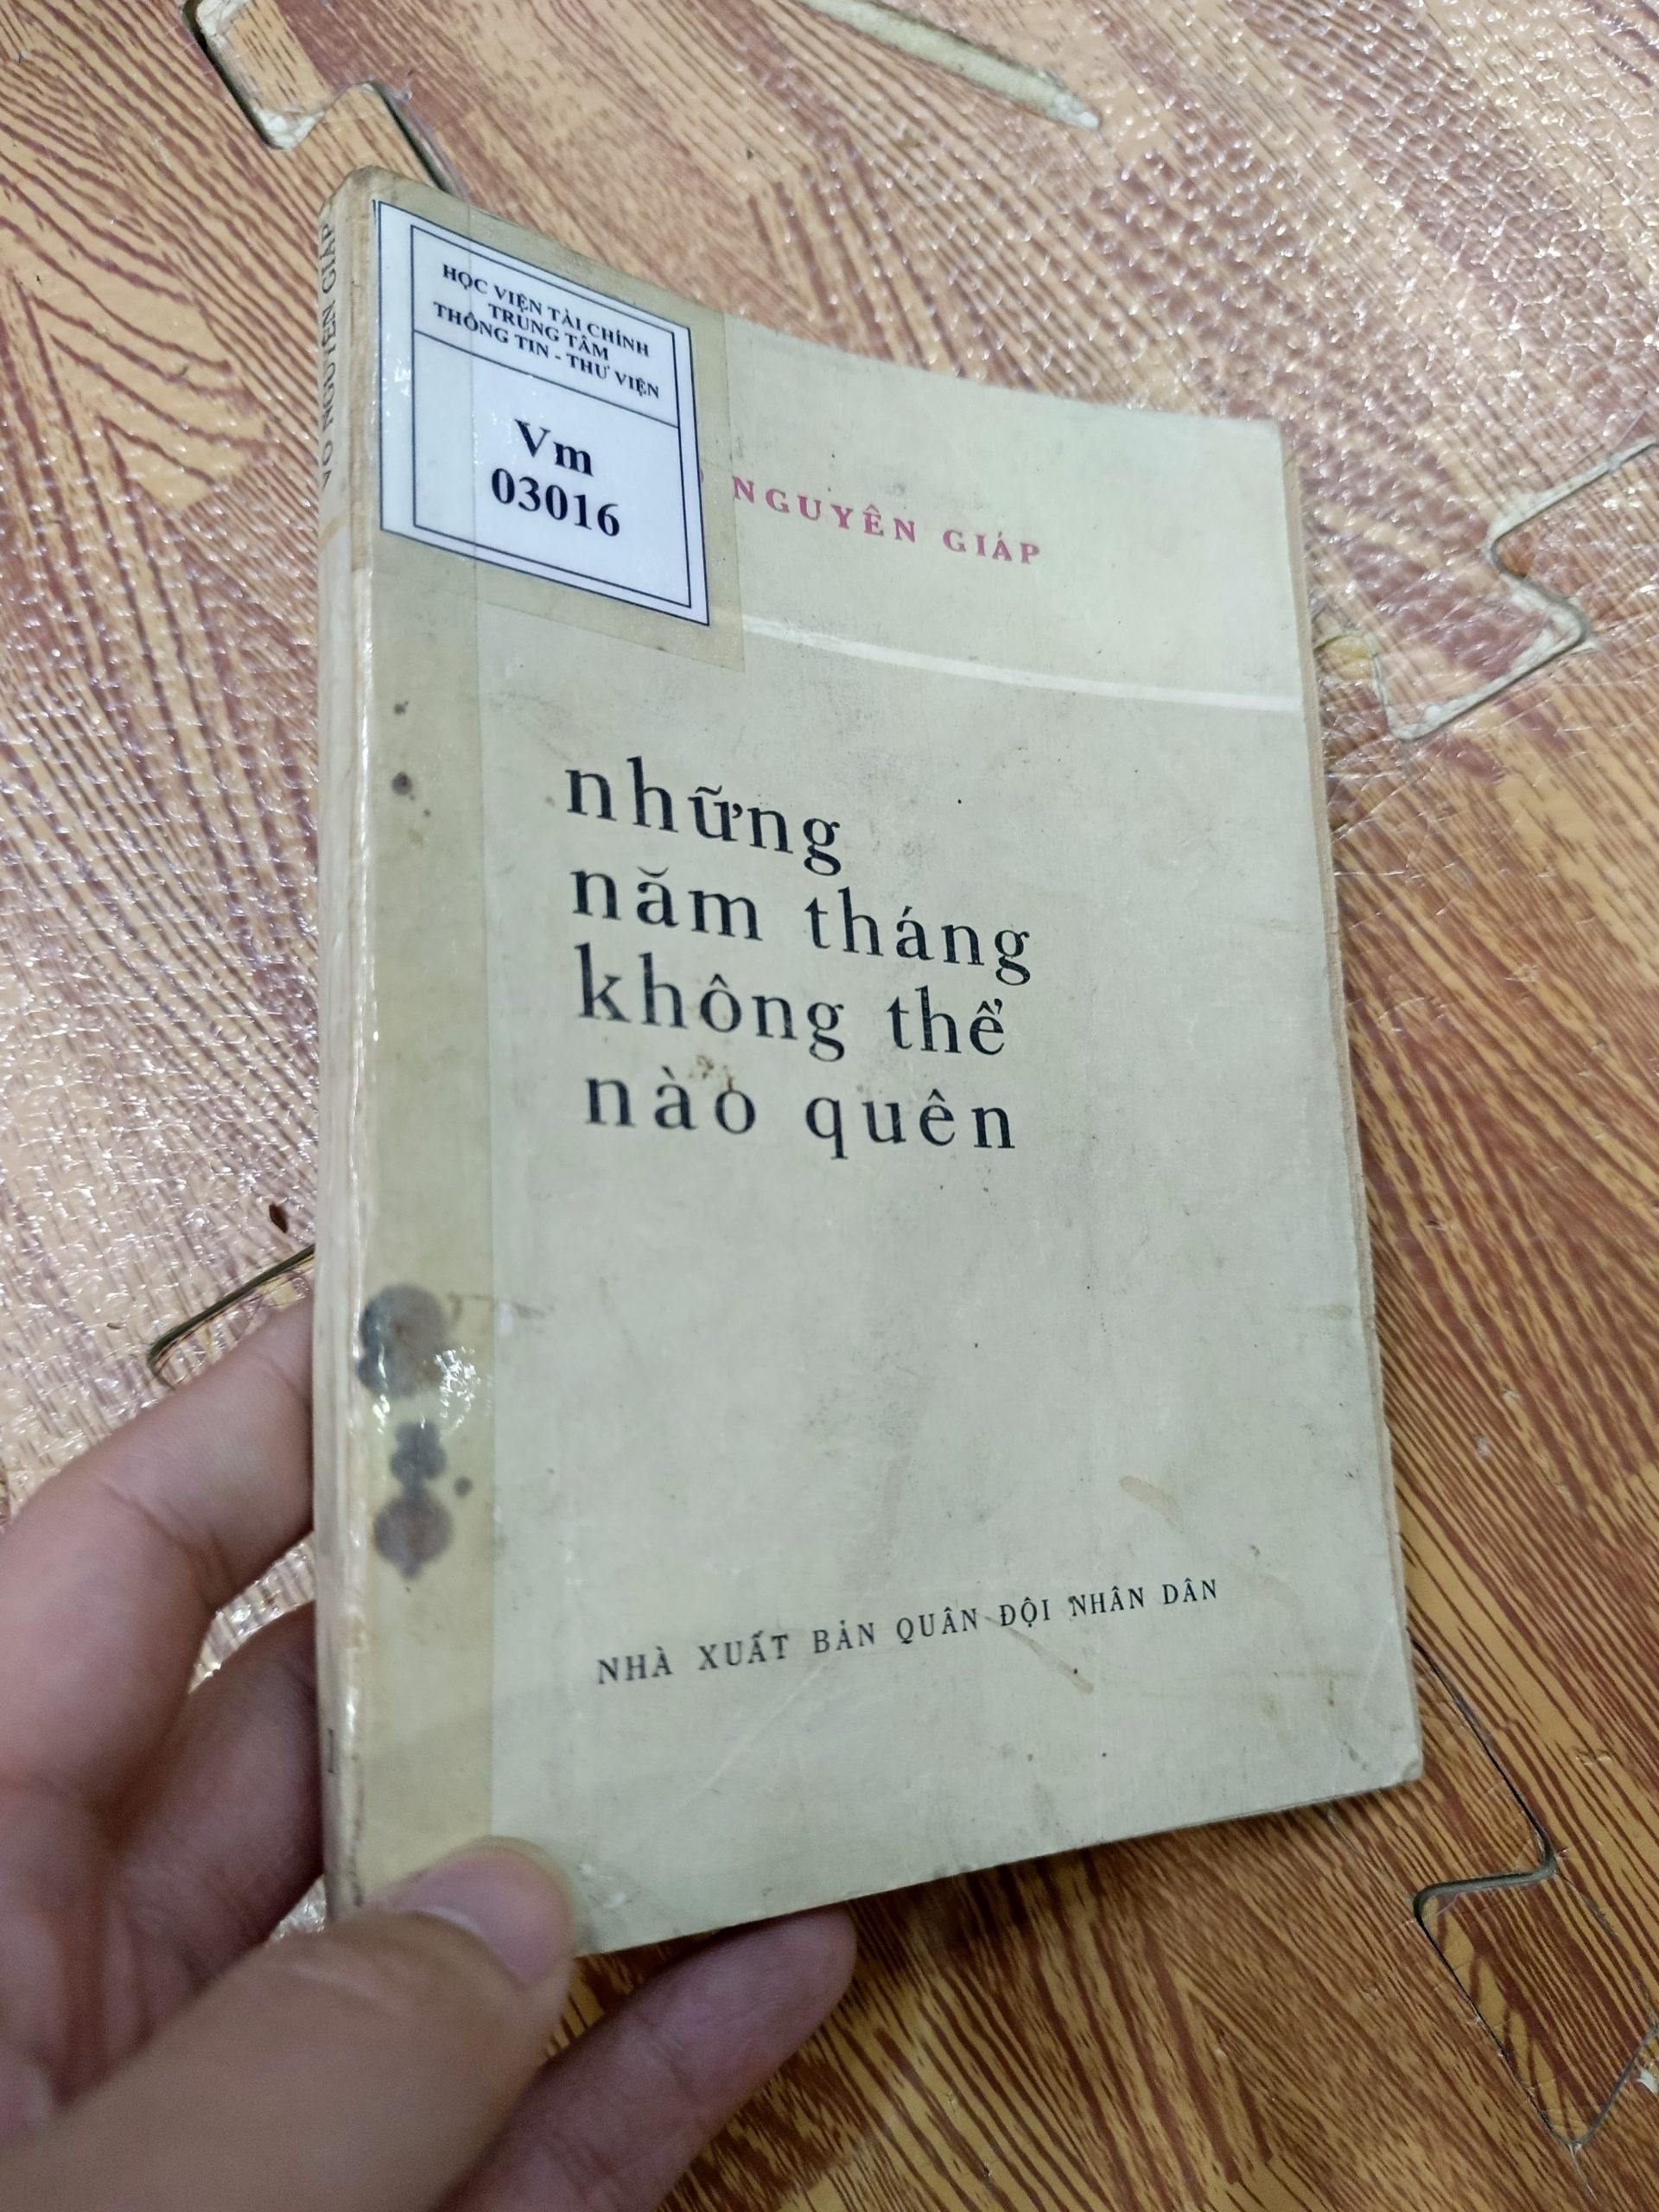 HỌC VIỆN TÀI CHÍNH
TRUNG TÂM
THÔNG TIN - THƯ VIỆN
Vm
03016
VÕ NGUYÊN GIÁP
NGUYÊN GIÁP
những
năm tháng
không thể
nào quên
NHÀ XUẤT BẢN QUÂN ĐỘI NHÂN DÂN